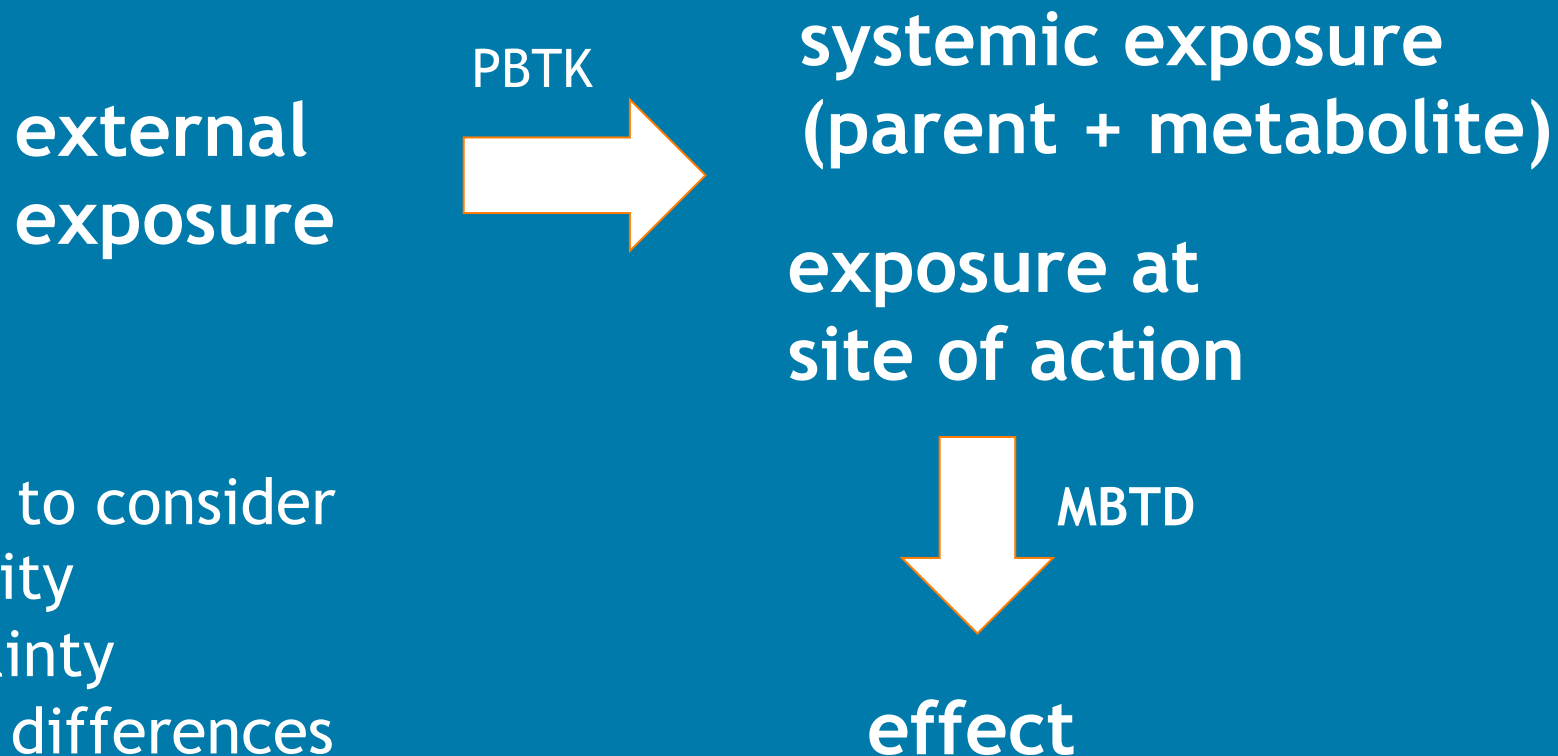 external
exposure
PBTK
systemic exposure
(parent + metabolite)
exposure at
site of action
MBTD
effect
to consider
differences